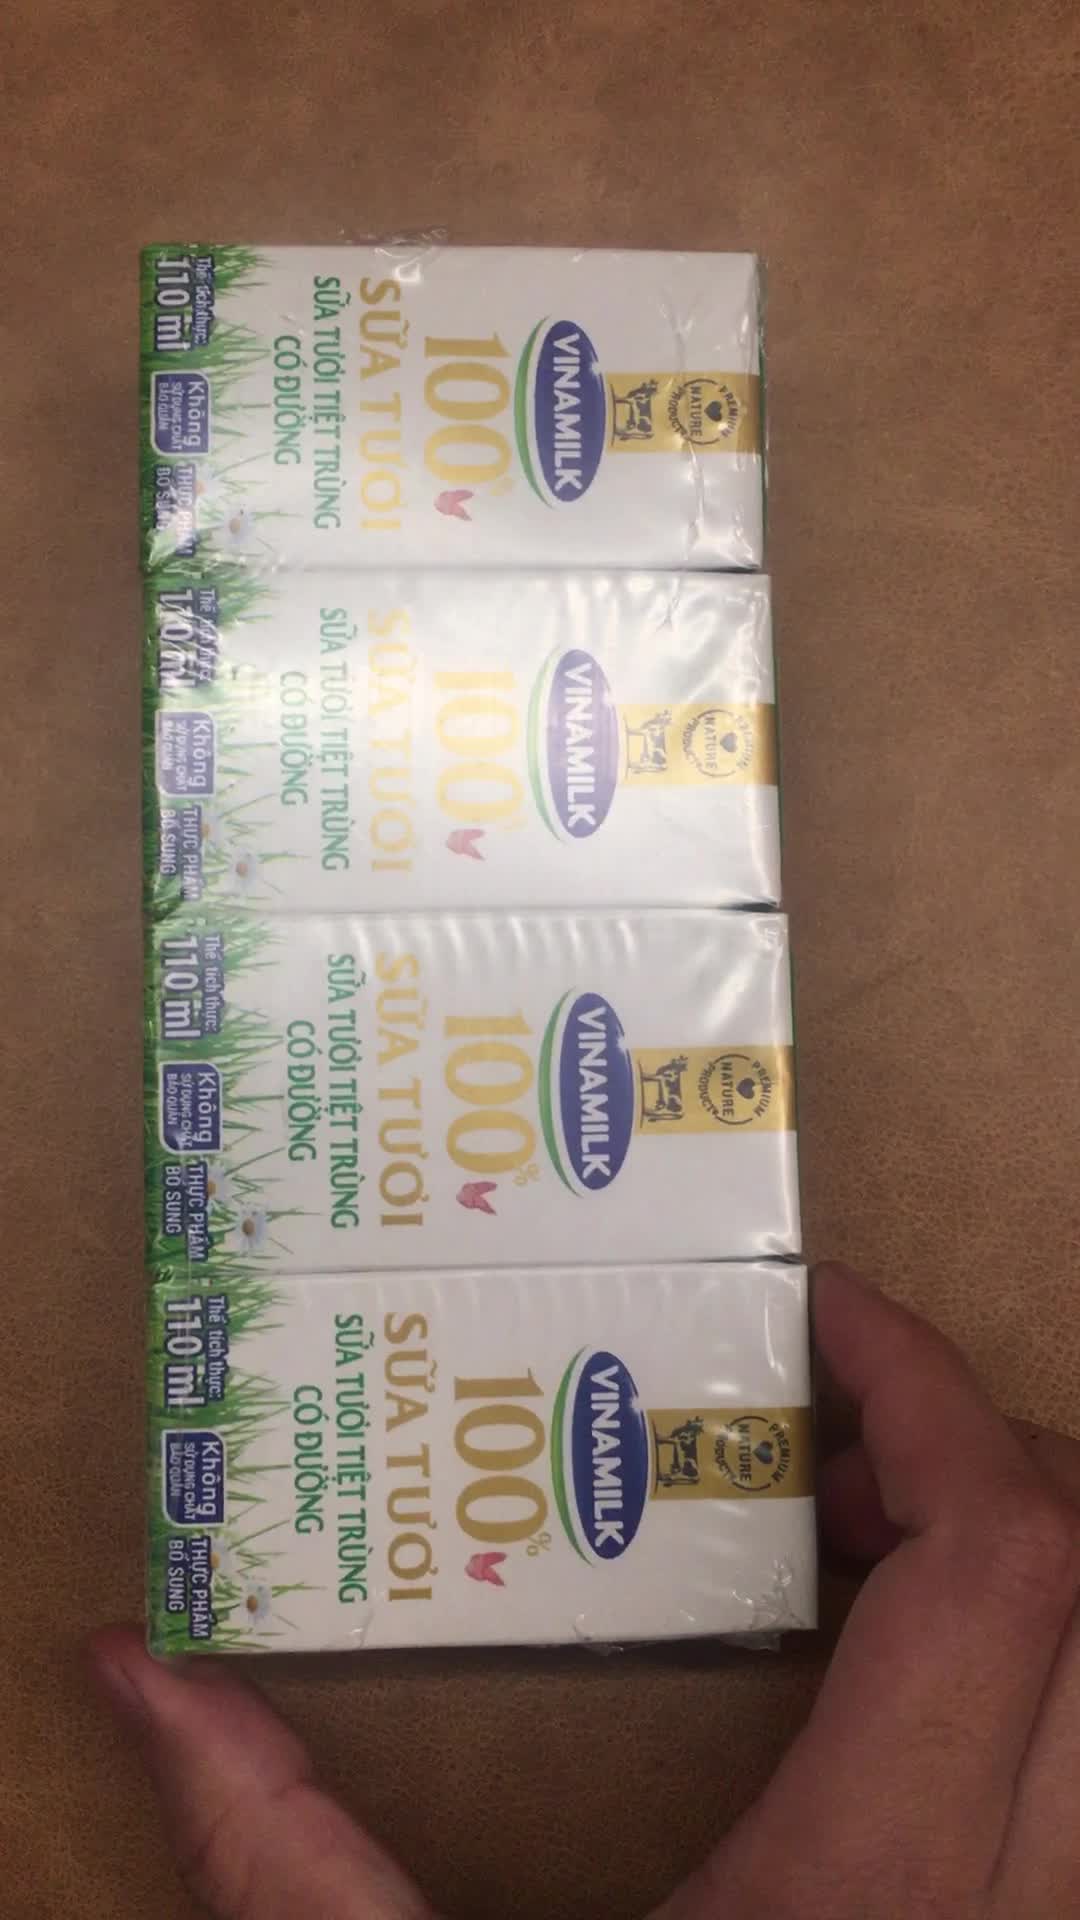 PREMIUM
NATURE
PRODUCT
VINAMILK
100%
SỮA TƯƠI
SỮA TƯƠI TIỆT TRÙNG
CÓ ĐƯỜNG
Thể tích thực:
110 ml
Không
SỬ DỤNG CHẤT
BẢO QUẢN
THỰC PHẨM
BỔ SUNG
PREMIUM
NATURE
PRODUCT
VINAMILK
100%
SỮA TƯƠI
SỮA TƯƠI TIỆT TRÙNG
CÓ ĐƯỜNG
Thể tích thực:
110 ml
Không
SỬ DỤNG CHẤT
BẢO QUẢN
THỰC PHẨM
BỔ SUNG
PREMIUM
NATURE
PRODUCT
VINAMILK
100%
SỮA TƯƠI
SỮA TƯƠI TIỆT TRÙNG
CÓ ĐƯỜNG
Thể tích thực:
110 ml
Không
SỬ DỤNG CHẤT
BẢO QUẢN
THỰC PHẨM
BỔ SUNG
PREMIUM
NATURE
PRODUCT
VINAMILK
100%
SỮA TƯƠI
SỮA TƯƠI TIỆT TRÙNG
CÓ ĐƯỜNG
Thể tích thực:
110 ml
Không
SỬ DỤNG CHẤT
BẢO QUẢN
THỰC PHẨM
BỔ SUNG